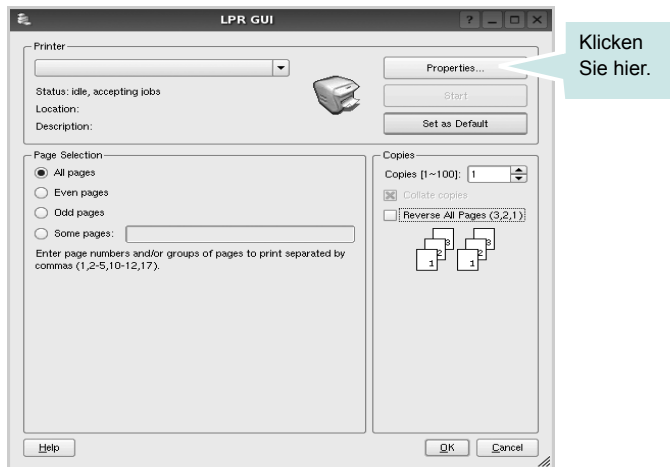 LPR GUI
Printer
Properties...
Klicken
Sie hier.
Status: idle, accepting jobs
Start
Location:
Description:
Set as Default
Page Selection
Copies
All pages
Copies [1~100]: 1
Even pages
Collate copies
Odd pages
Reverse All Pages (3,2,1)
Some pages:
Enter page numbers and/or groups of pages to print separated by
commas (1,2-5,10-12,17).
3 3
2 2
1 1
Help
OK
Cancel